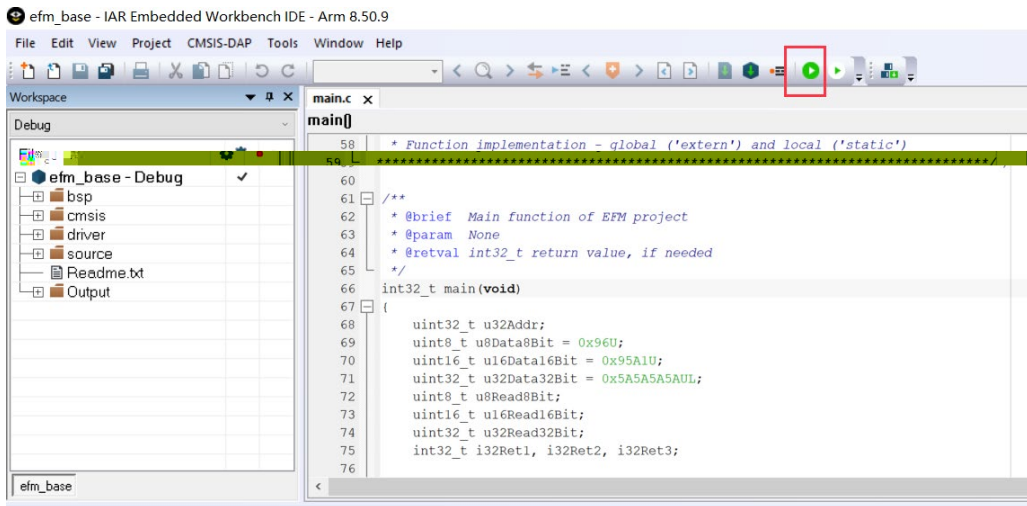 efm_base - IAR Embedded Workbench IDE - Arm 8.50.9
File Edit View Project CMSIS-DAP Tools Window Help
Workspace
Debug
efm_base - Debug
bsp
cmsis
driver
source
Readme.txt
Output
efm_base
main.c
main()
58 * Function implementation - global ('extern') and local ('static')
59 ******************************************************************************/
60
61 /**
62 * @brief Main function of EFM project
63 * @param None
64 * @retval int32_t return value, if needed
65 */
66 int32_t main(void)
67 {
68 uint32_t u32Addr;
69 uint8_t u8Data8Bit = 0x96U;
70 uint16_t u16Data16Bit = 0x95A1U;
71 uint32_t u32Data32Bit = 0x5A5A5A5AUL;
72 uint8_t u8Read8Bit;
73 uint16_t u16Read16Bit;
74 uint32_t u32Read32Bit;
75 int32_t i32Ret1, i32Ret2, i32Ret3;
76